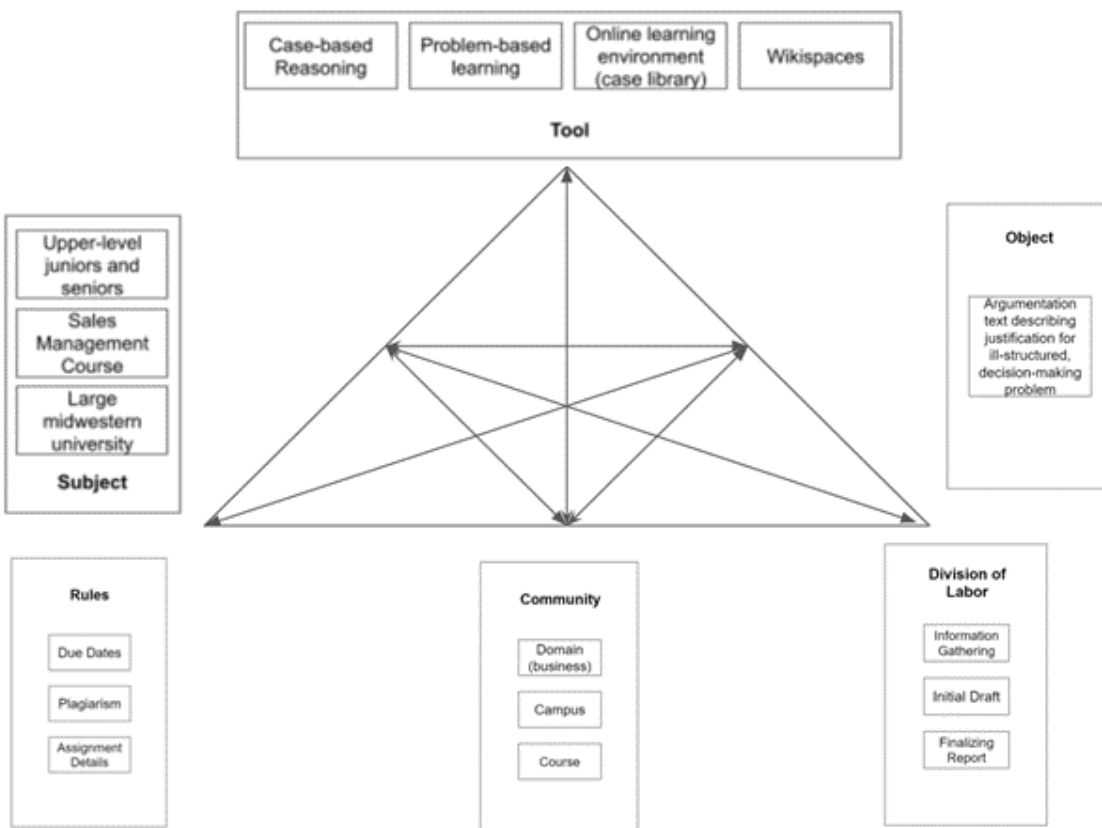 Case-based
Reasoning
Problem-based
learning
Online learning
environment
(case library)
Wikispaces
Tool
Upper-level
juniors and
seniors
Sales
Management
Course
Large
midwestern
university
Subject
Object
Argumentation
text describing
justification for
ill-structured,
decision-making
problem
Rules
Due Dates
Plagiarism
Assignment
Details
Community
Domain
(business)
Campus
Course
Division of
Labor
Information
Gathering
Initial Draft
Finalizing
Report